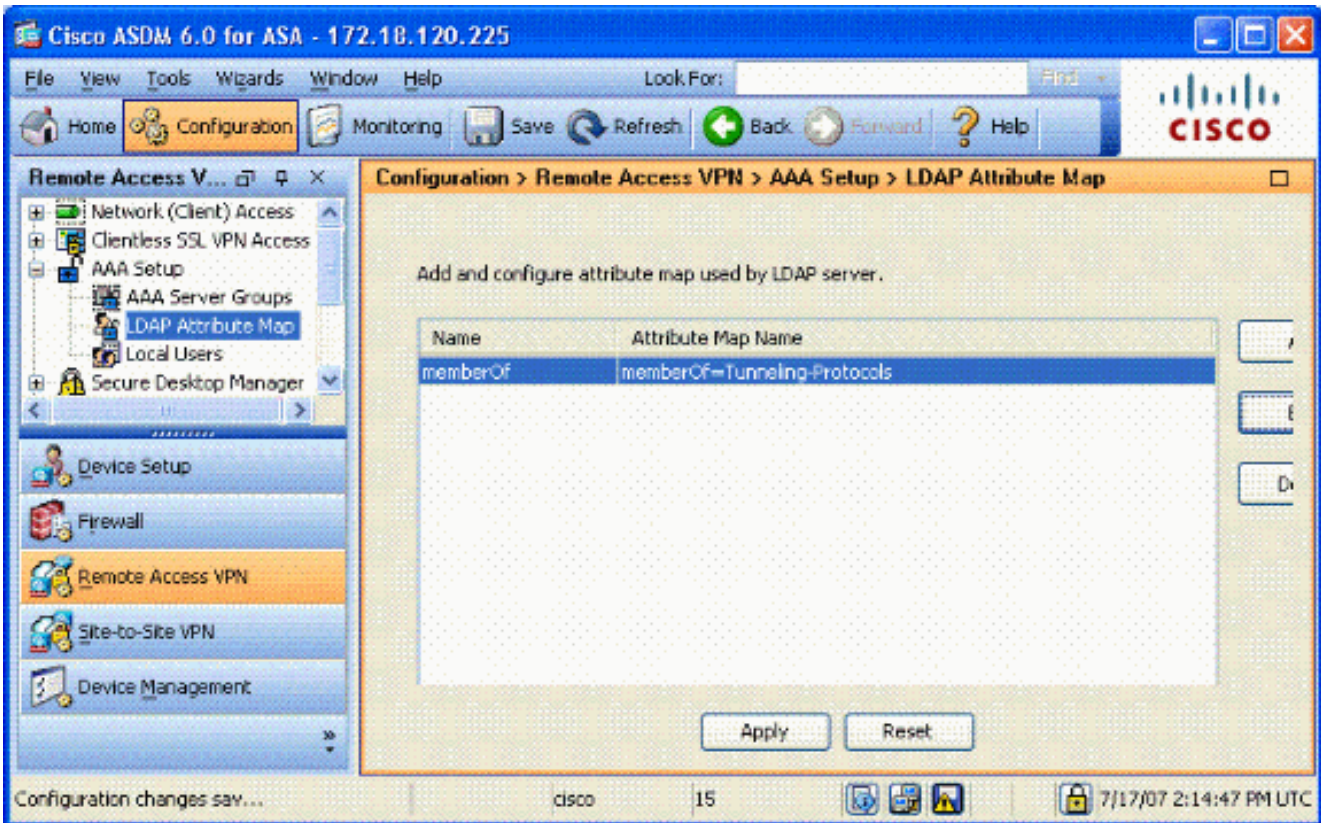 Cisco ASDM 6.0 for ASA - 172.18.120.225
File View Tools Wizards Window Help Look For: Find
Home Configuration Monitoring Save Refresh Back Forward Help
CISCO
Remote Access V...
Configuration > Remote Access VPN > AAA Setup > LDAP Attribute Map
Network (Client) Access
Clientless SSL VPN Access
AAA Setup
AAA Server Groups
LDAP Attribute Map
Local Users
Secure Desktop Manager
Add and configure attribute map used by LDAP server.
Name Attribute Map Name
memberOf memberOf=Tunneling-Protocols
Device Setup
Firewall
Remote Access VPN
Site-to-Site VPN
Device Management
Apply Reset
Configuration changes sav... cisco 15 7/17/07 2:14:47 PM UTC